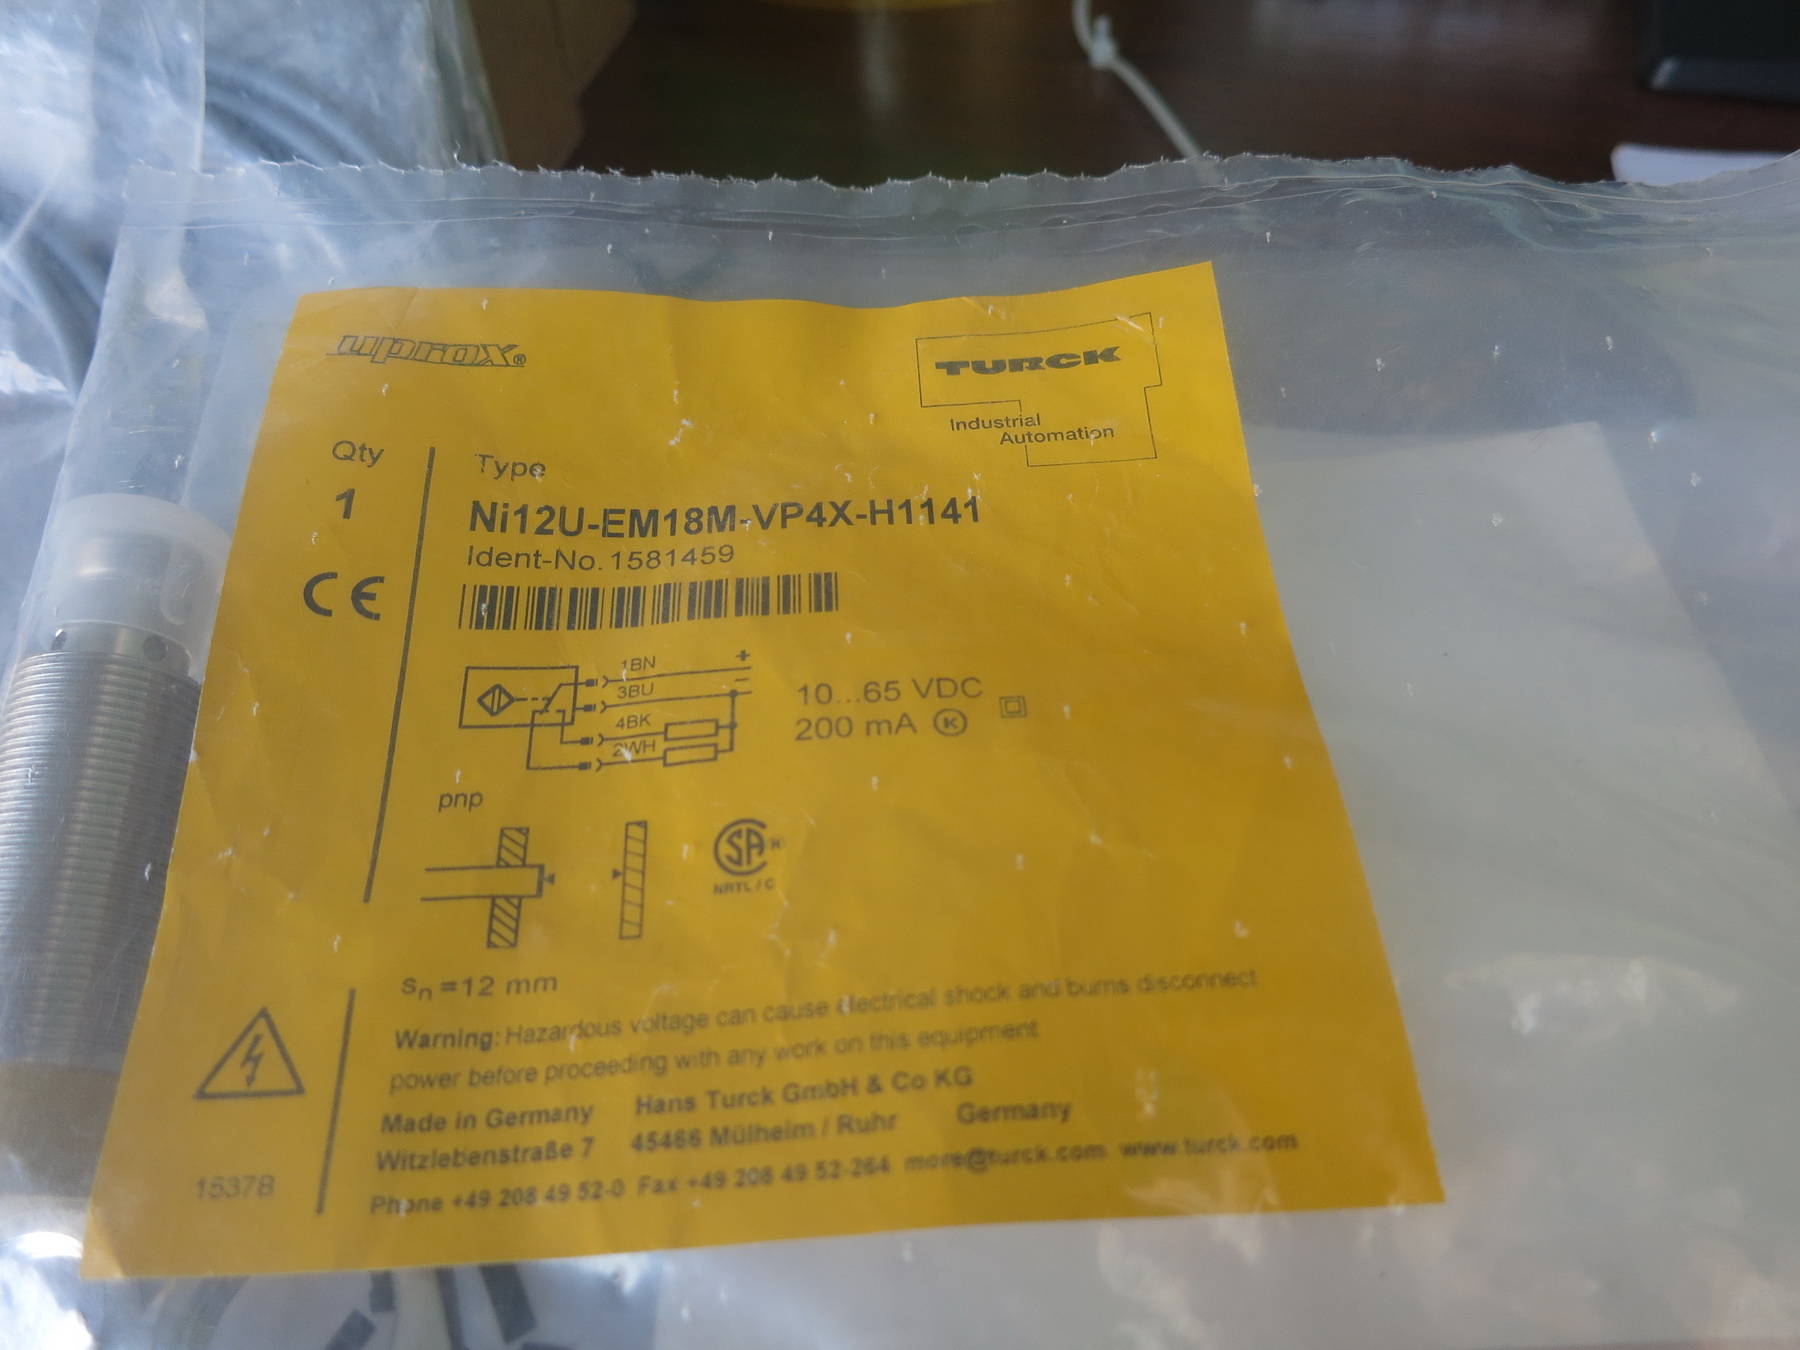 uprox®
TURCK
Industrial
Automation
Qty
1
Type
Ni12U-EM18M-VP4X-H1141
Ident-No. 1581459
CE
1BN
+
3BU
−
4BK
2WH
10...65 VDC
200 mA K
pnp
SA R
NRTL / C
sn = 12 mm
Warning: Hazardous voltage can cause electrical shock and burns disconnect
power before proceeding with any work on this equipment
Made in Germany Hans Turck GmbH & Co KG
Witzlebenstraße 7 45466 Mülheim / Ruhr Germany
Phone +49 208 49 52-0 Fax +49 208 49 52-264 more@turck.com www.turck.com
1537B